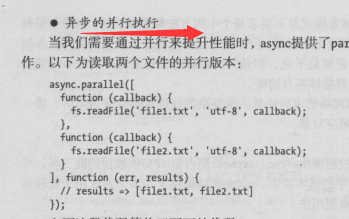 ● 异步的并行执行
当我们需要通过并行来提升性能时,async提供了par
作。以下为读取两个文件的并行版本:
async.parallel([
function (callback) {
fs.readFile('file1.txt', 'utf-8', callback);
},
function (callback) {
fs.readFile('file2.txt', 'utf-8', callback);
}
], function (err, results) {
// results => [file1.txt, file2.txt]
});